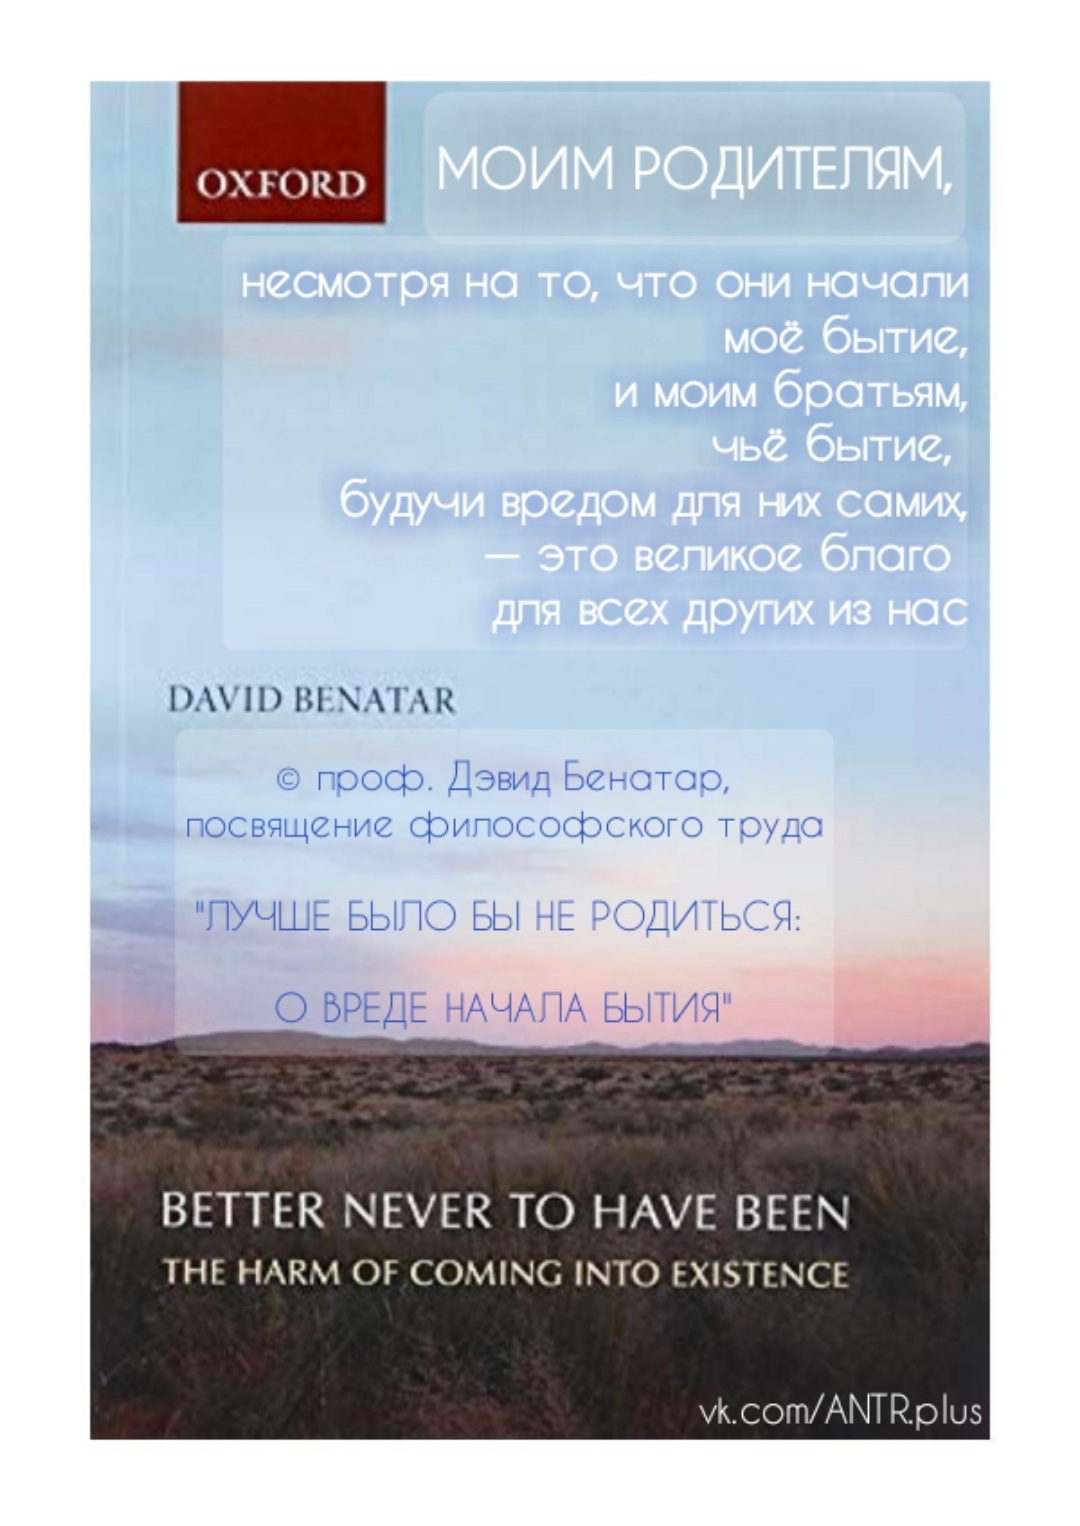 OXFORD
МОИМ РОДИТЕЛЯМ,
несмотря на то, что они начали
моё бытие,
и моим братьям,
чьё бытие,
будучи вредом для них самих,
— это великое благо
для всех других из нас
DAVID BENATAR
© проф. Дэвид Бенатар,
посвящение философского труда
"ЛУЧШЕ БЫЛО БЫ НЕ РОДИТЬСЯ:
О ВРЕДЕ НАЧАЛА БЫТИЯ"
BETTER NEVER TO HAVE BEEN
THE HARM OF COMING INTO EXISTENCE
vk.com/ANTR.plus